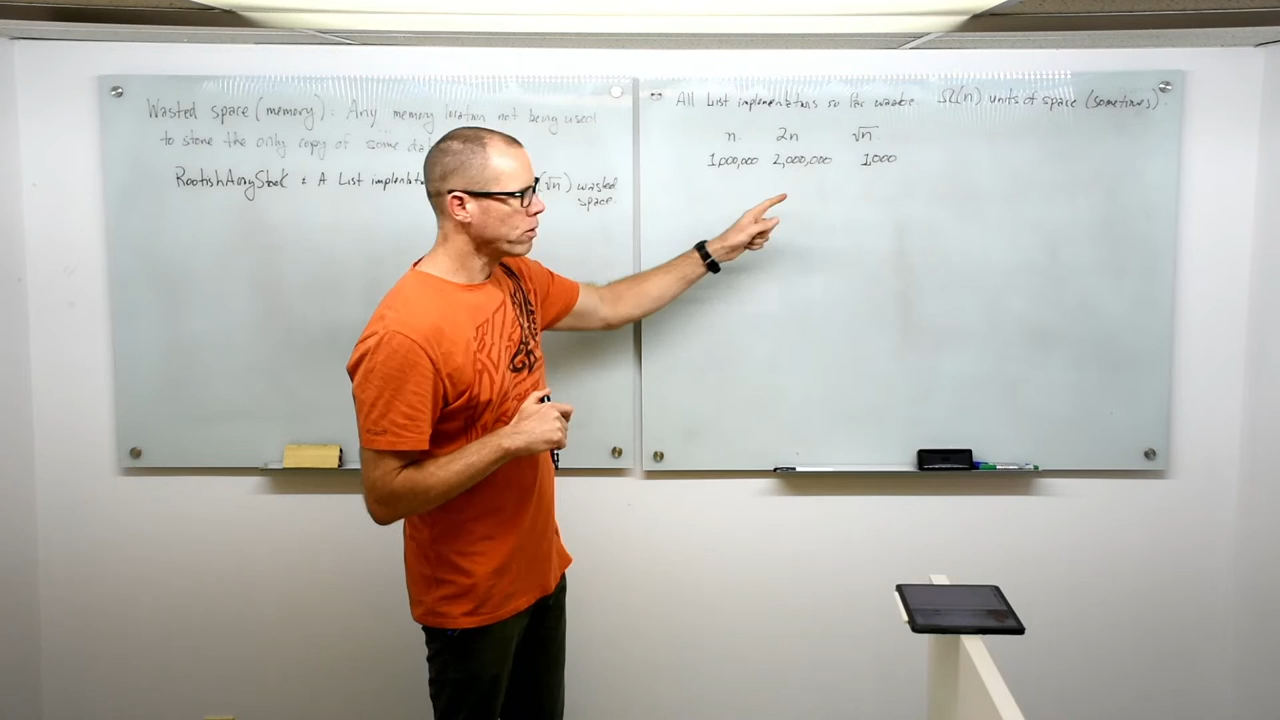 Wasted space (memory): Any memory location not being used
to store the only copy of some
RootishArrayStack : A List (√n) wasted
space.
All List implementations so far waste Ω(n) units of space (sometimes).
n 2n √n
1,000,000 2,000,000 1,000